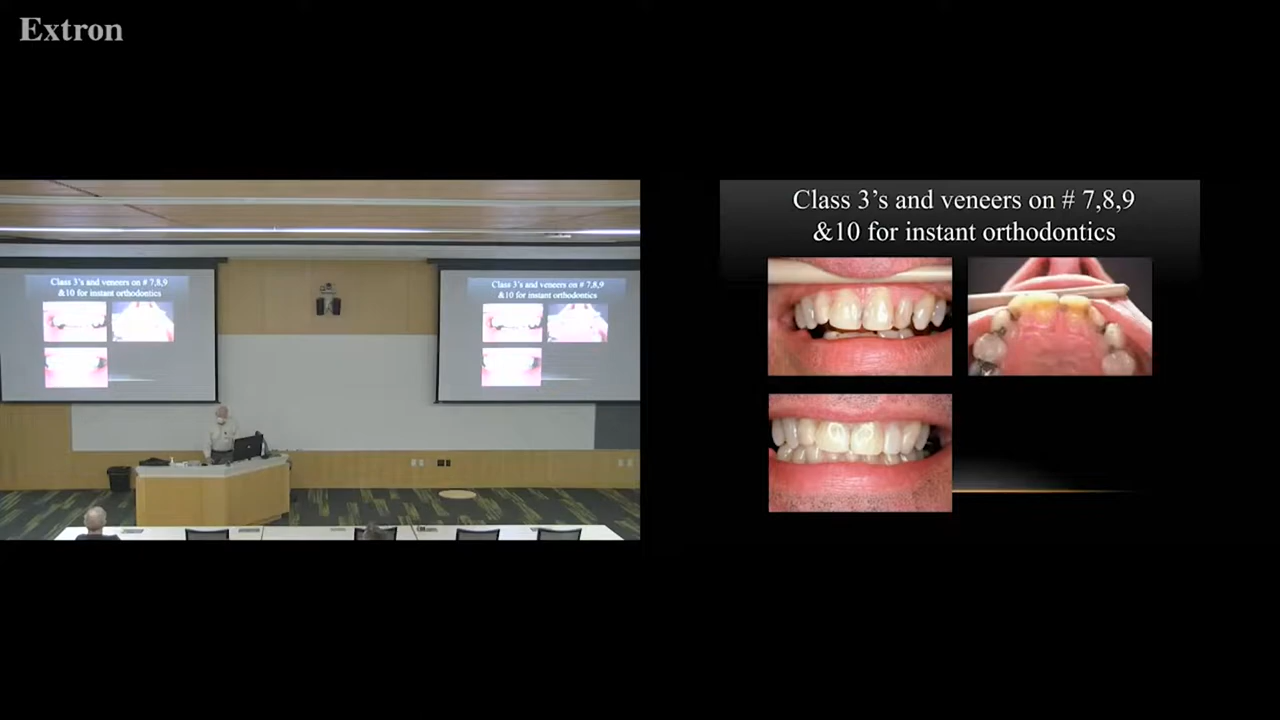 Extron
Class 3's and veneers on # 7,8,9
&10 for instant orthodontics
Class 3's and veneers on # 7,8,9
&10 for instant orthodontics
Class 3’s and veneers on # 7,8,9
&10 for instant orthodontics